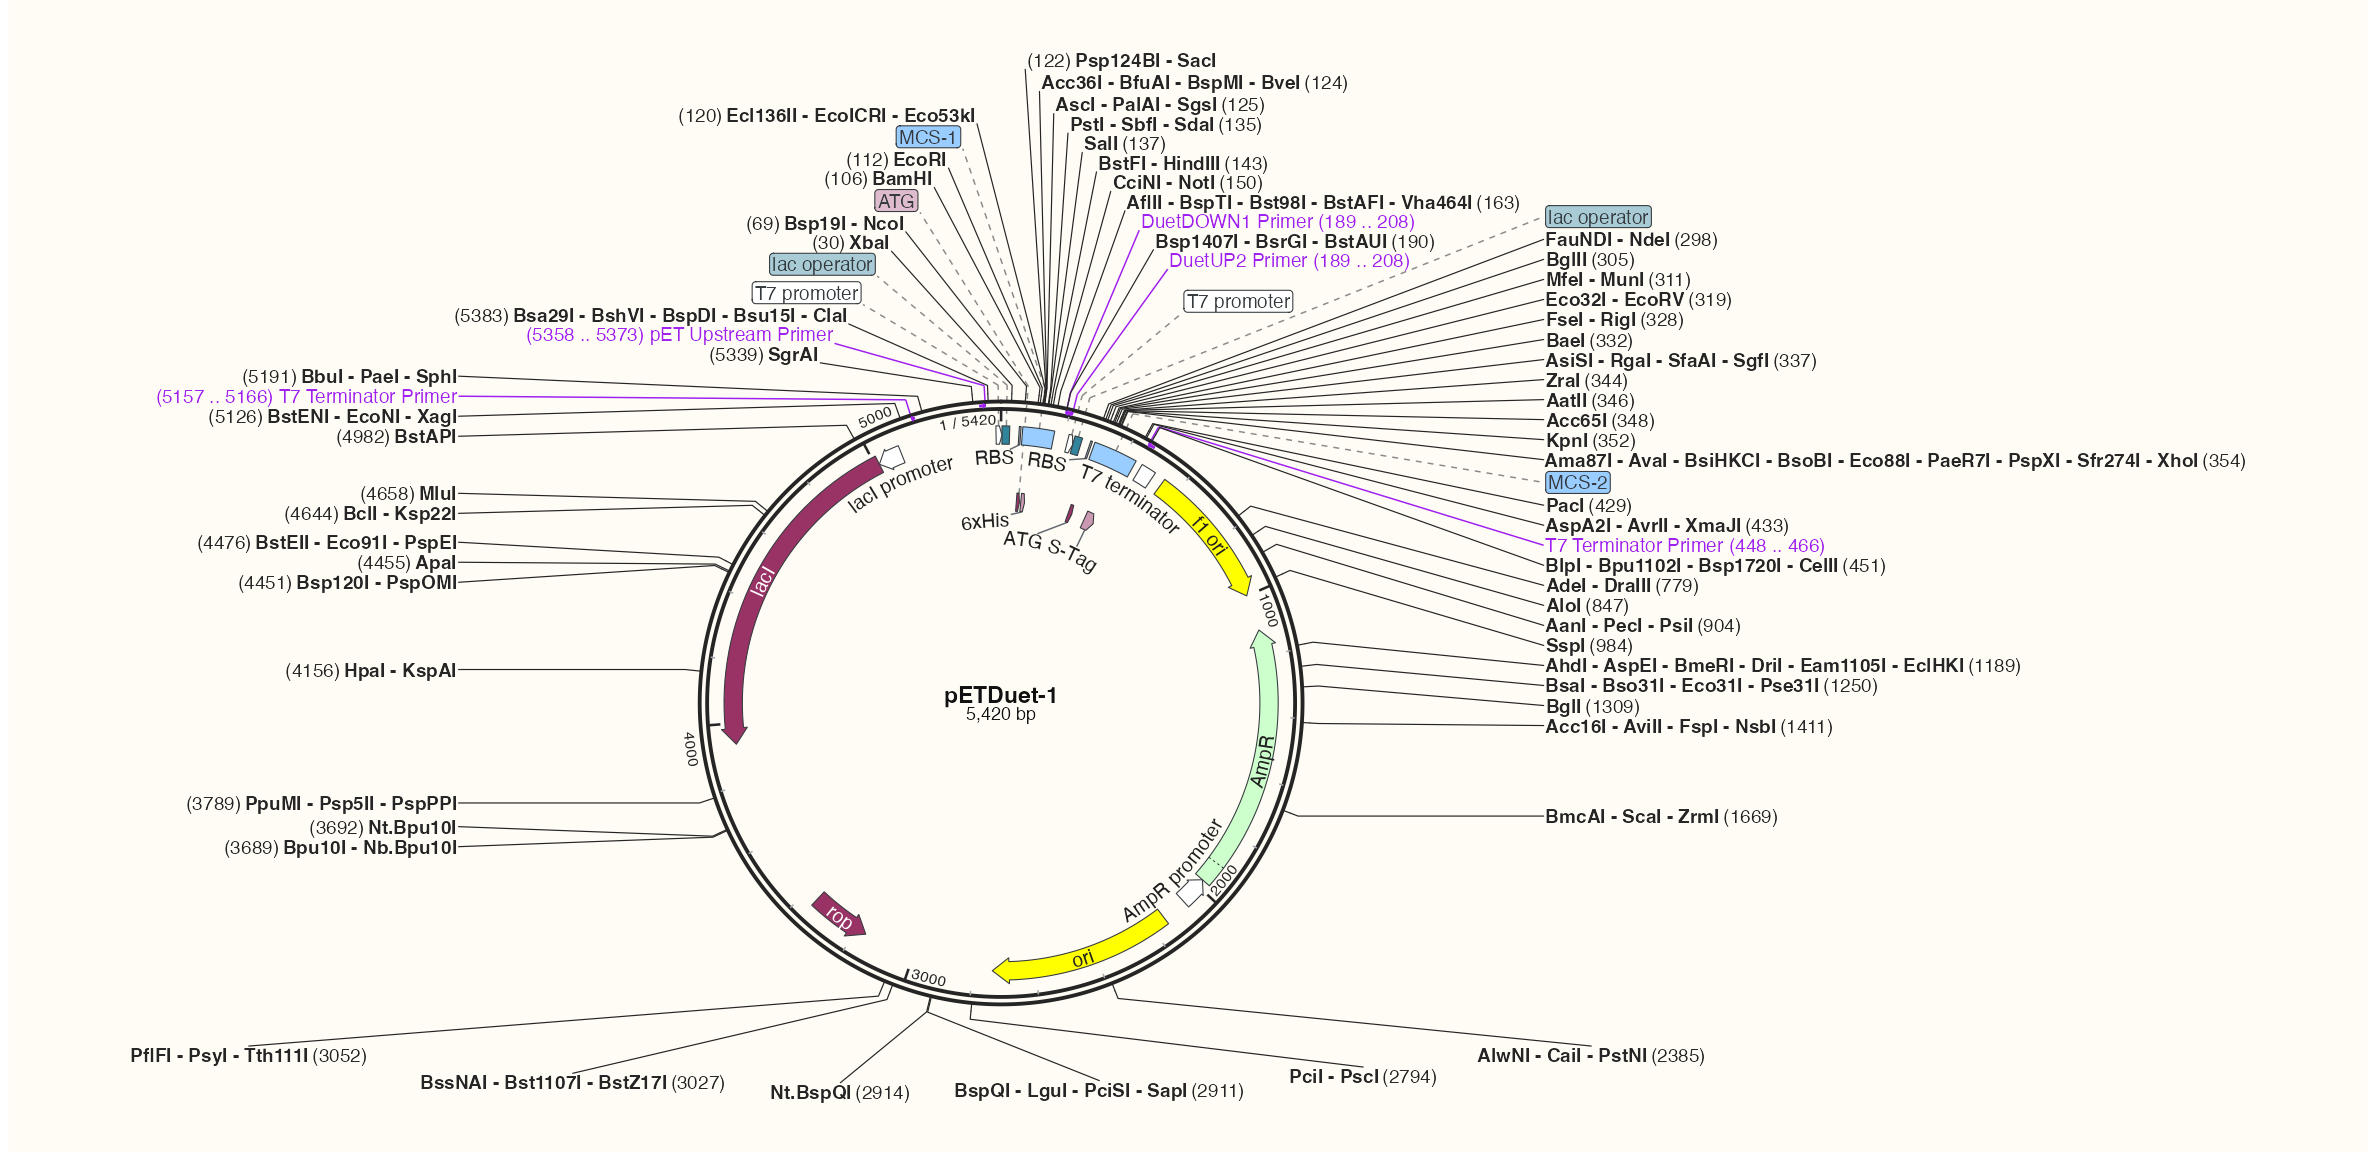 (122) Psp124BI - SacI
Acc36I - BfuAI - BspMI - BveI (124)
AscI - PalAI - SgsI (125)
(120) Ecl136II - EcoICRI - Eco53kI
PstI - SbfI - SdaI (135)
MCS-1
SalI (137)
(112) EcoRI
BstFI - HindIII (143)
(106) BamHI
CciNI - NotI (150)
ATG
AflII - BspTI - Bst98I - BstAFI - Vha464I (163)
(69) Bsp19I - NcoI
DuetDOWN1 Primer (189 .. 208)
(30) XbaI
Bsp1407I - BsrGI - BstAUI (190)
lac operator
DuetUP2 Primer (189 .. 208)
T7 promoter
T7 promoter
(5383) Bsa29I - BshVI - BspDI - Bsu15I - ClaI
(5358 .. 5373) pET Upstream Primer
(5339) SgrAI
(5191) BbuI - PaeI - SphI
(5157 .. 5166) T7 Terminator Primer
(5126) BstENI - EcoNI - XagI
(4982) BstAPI
(4658) MluI
(4644) BclI - Ksp22I
(4476) BstEII - Eco91I - PspEI
(4455) ApaI
(4451) Bsp120I - PspOMI
(4156) HpaI - KspAI
(3789) PpuMI - Psp5II - PspPPI
(3692) Nt.Bpu10I
(3689) Bpu10I - Nb.Bpu10I
lac operator
FauNDI - NdeI (298)
BglII (305)
MfeI - MunI (311)
Eco32I - EcoRV (319)
FseI - RigI (328)
BaeI (332)
AsiSI - RgaI - SfaAI - SgfI (337)
ZraI (344)
AatII (346)
Acc65I (348)
KpnI (352)
Ama87I - AvaI - BsiHKCI - BsoBI - Eco88I - PaeR7I - PspXI - Sfr274I - XhoI (354)
MCS-2
PacI (429)
AspA2I - AvrII - XmaJI (433)
T7 Terminator Primer (448 .. 466)
BlpI - Bpu1102I - Bsp1720I - CelII (451)
AdeI - DraIII (779)
AloI (847)
AanI - PecI - PsiI (904)
SspI (984)
AhdI - AspEI - BmeRI - DriI - Eam1105I - EclHKI (1189)
BsaI - Bso31I - Eco31I - Pse31I (1250)
BglI (1309)
Acc16I - AviII - FspI - NsbI (1411)
BmcAI - ScaI - ZrmI (1669)
5000
1 / 5420
1000
2000
3000
4000
RBS
RBS
lacI promoter
T7 terminator
6xHis
ATG
S-Tag
f1 ori
lacI
pETDuet-1
5,420 bp
AmpR
AmpR promoter
ori
rop
PflFI - PsyI - Tth111I (3052)
BssNAI - Bst1107I - BstZ17I (3027)
Nt.BspQI (2914)
BspQI - LguI - PciSI - SapI (2911)
PciI - PscI (2794)
AlwNI - CaiI - PstNI (2385)